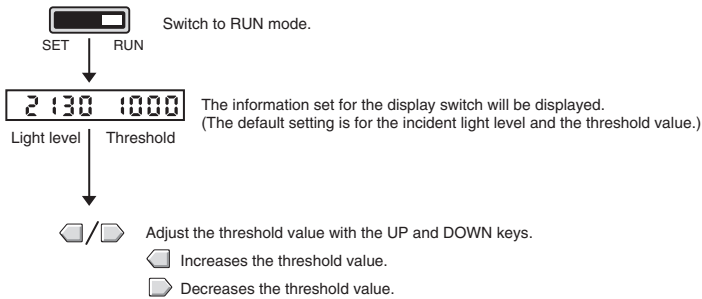 Switch to RUN mode.
SET RUN
2130 1000
The information set for the display switch will be displayed.
(The default setting is for the incident light level and the threshold value.)
Light level Threshold
/ Adjust the threshold value with the UP and DOWN keys.
Increases the threshold value.
Decreases the threshold value.